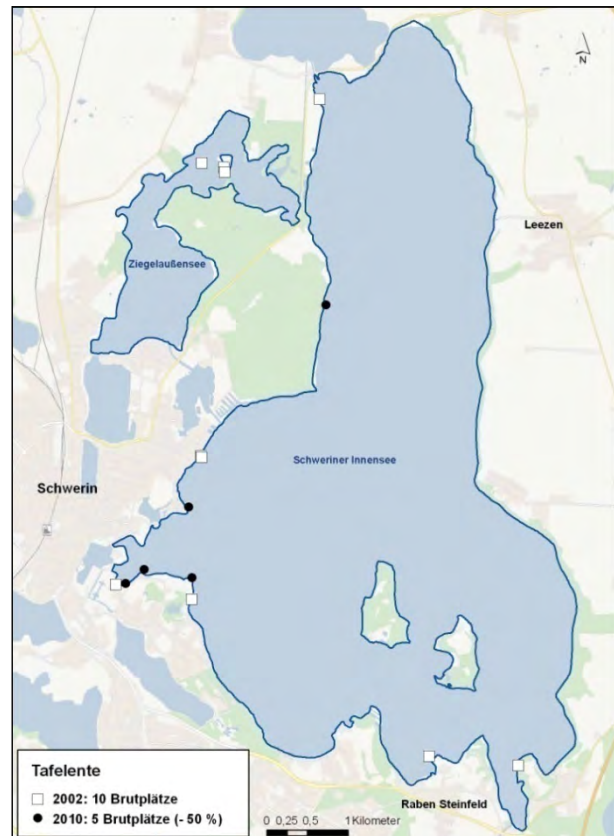 N
Leezen
Ziegelaußensee
Schweriner Innensee
Schwerin
Raben Steinfeld
Tafelente
2002: 10 Brutplätze
2010: 5 Brutplätze (- 50 %)
0 0,25 0,5 1 Kilometer